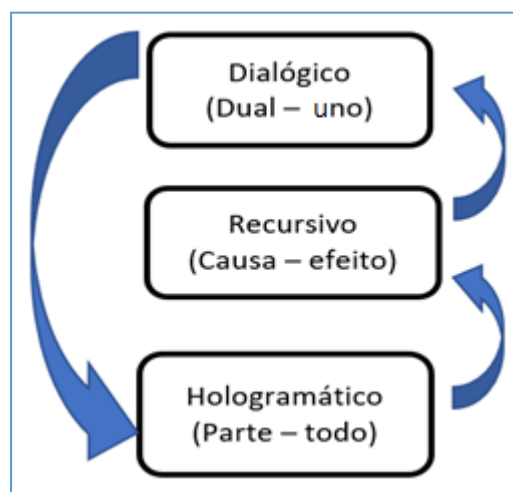 Dialógico
(Dual – uno)
Recursivo
(Causa – efeito)
Hologramático
(Parte – todo)